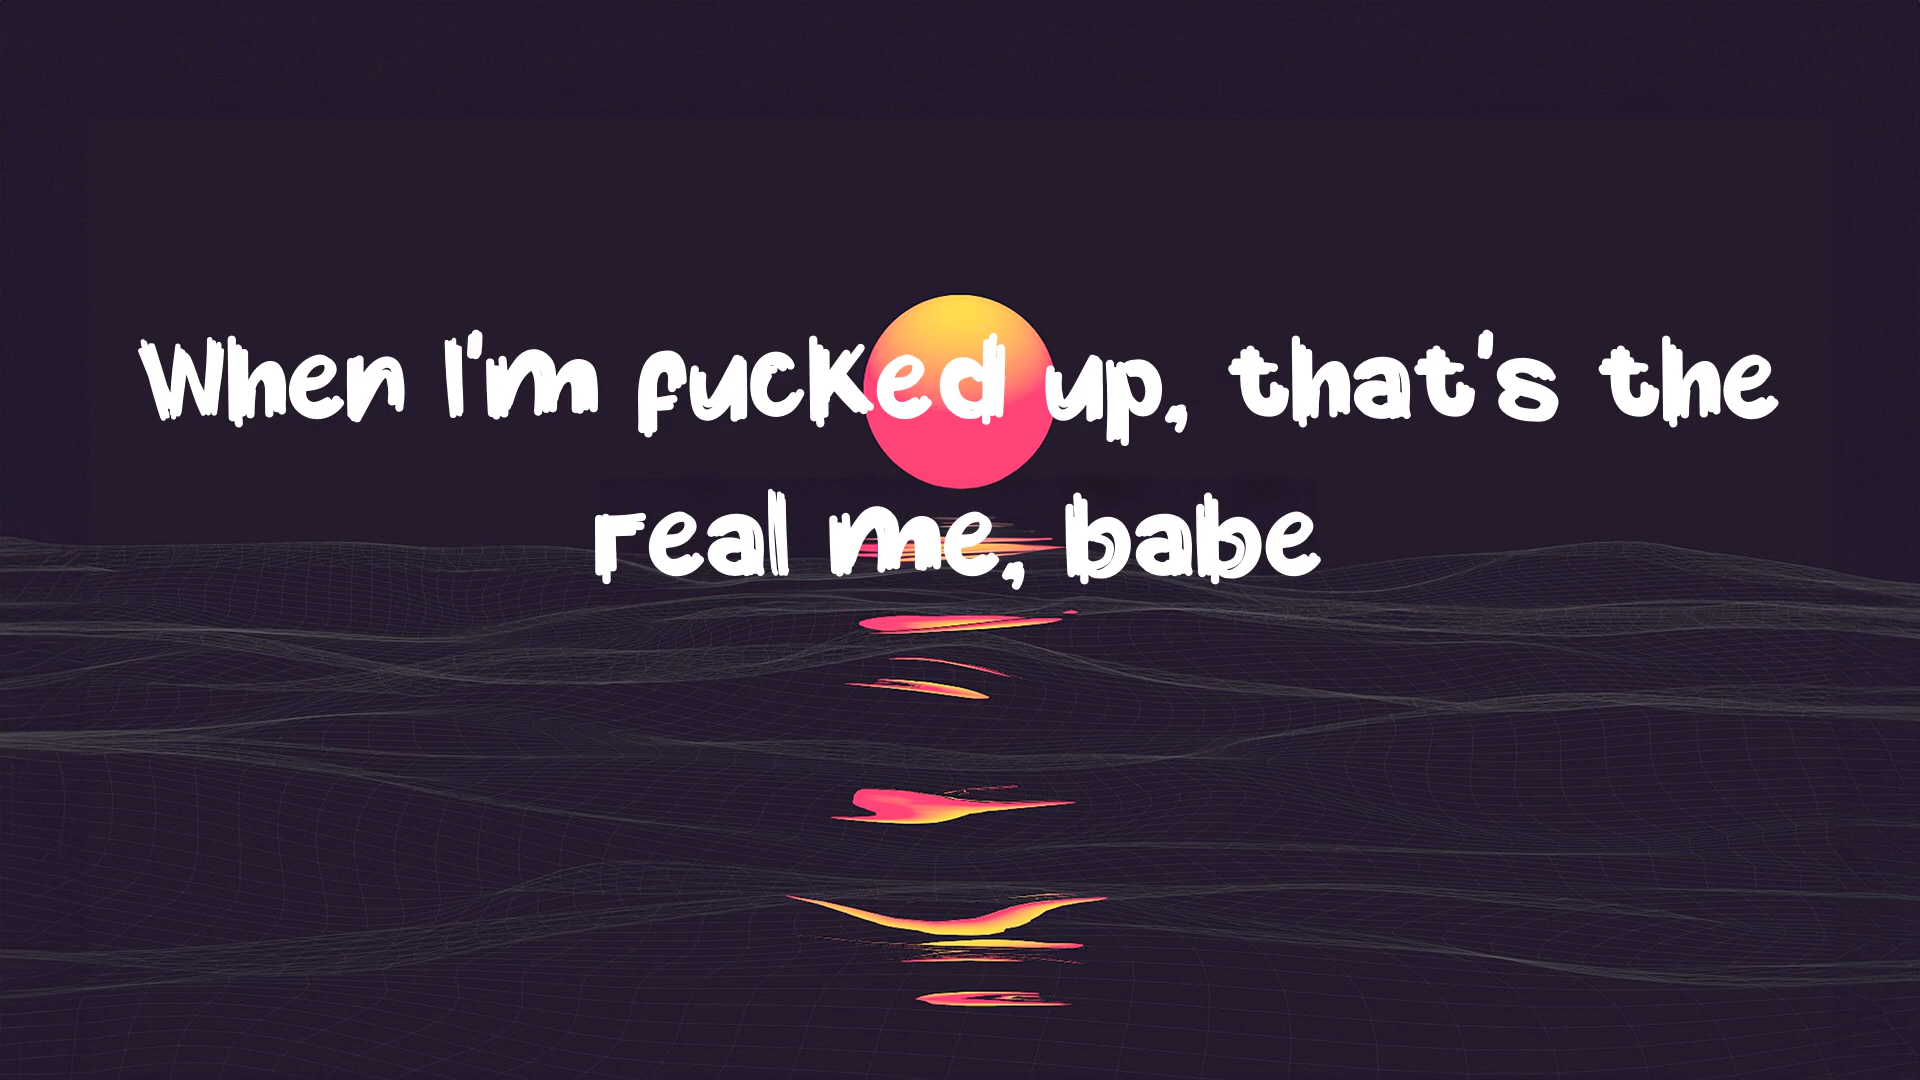 When I'm fucked up, that's the
real me, babe